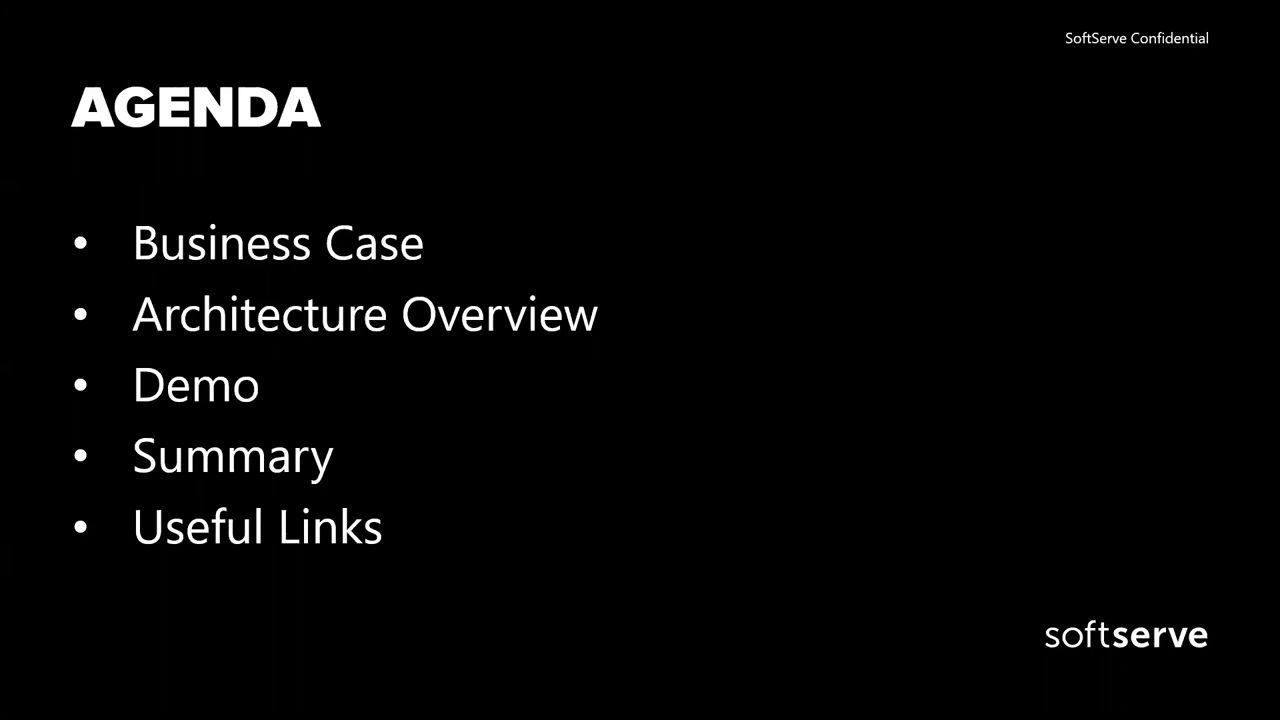 SoftServe Confidential
AGENDA
• Business Case
• Architecture Overview
• Demo
• Summary
• Useful Links
softserve